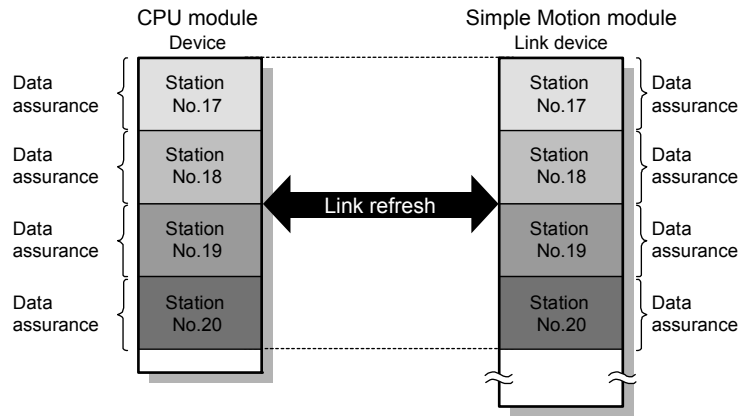 CPU module
Device
Simple Motion module
Link device
Data
assurance
Station
No.17
Station
No.17
Data
assurance
Data
assurance
Station
No.18
Station
No.18
Data
assurance
Link refresh
Data
assurance
Station
No.19
Station
No.19
Data
assurance
Data
assurance
Station
No.20
Station
No.20
Data
assurance